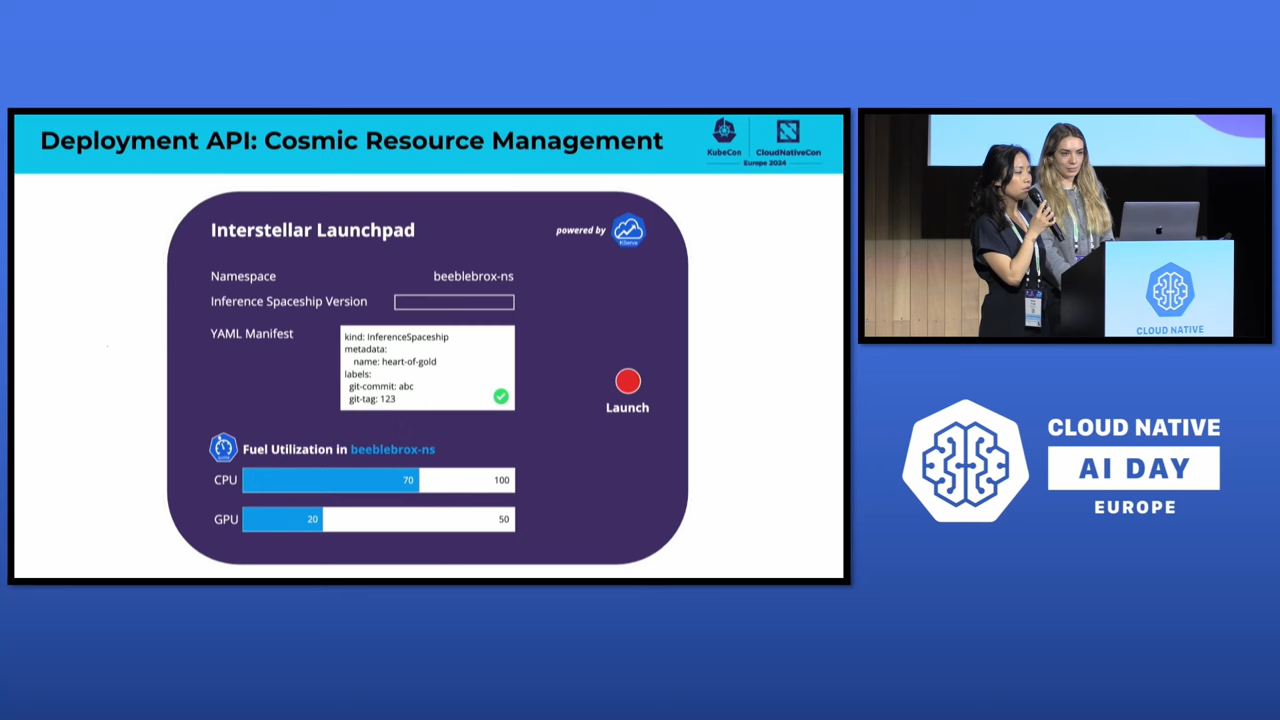 Deployment API: Cosmic Resource Management
KubeCon
CloudNativeCon
Europe 2024
Interstellar Launchpad
powered by
KServe
Namespace
beeblebrox-ns
Inference Spaceship Version
YAML Manifest
kind: InferenceSpaceship
metadata:
name: heart-of-gold
labels:
git-commit: abc
git-tag: 123
Launch
Fuel Utilization in beeblebrox-ns
CPU
70
100
GPU
20
50
CLOUD NATIVE
CLOUD NATIVE
AI DAY
EUROPE